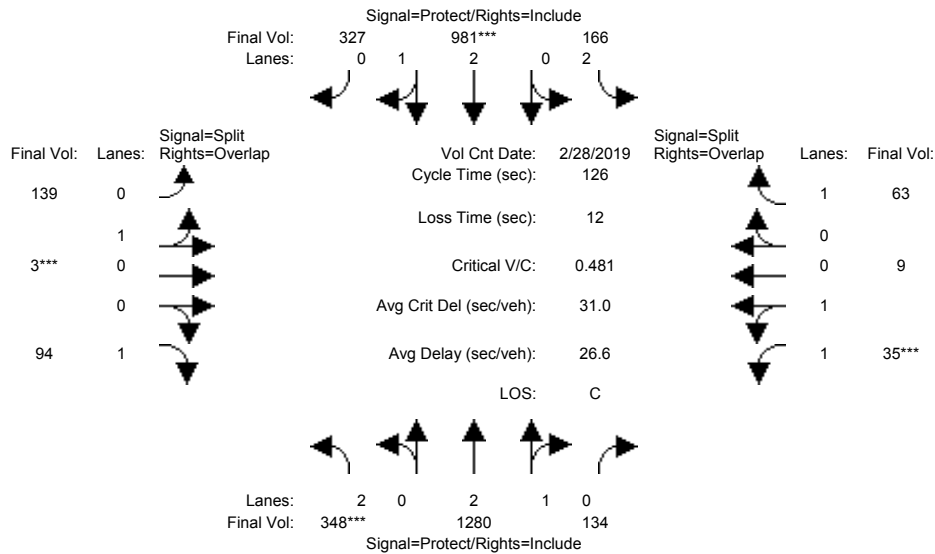 Signal=Protect/Rights=Include
Final Vol: 327 981*** 166
Lanes: 0 1 2 0 2
Signal=Split
Final Vol: Lanes: Rights=Overlap
Vol Cnt Date: 2/28/2019
Signal=Split
Rights=Overlap Lanes: Final Vol:
Cycle Time (sec): 126
139 0
1 63
Loss Time (sec): 12
1
0
3*** 0
Critical V/C: 0.481
0 9
0
Avg Crit Del (sec/veh): 31.0
1
94 1
Avg Delay (sec/veh): 26.6
1 35***
LOS: C
Lanes: 2 0 2 1 0
Final Vol: 348*** 1280 134
Signal=Protect/Rights=Include